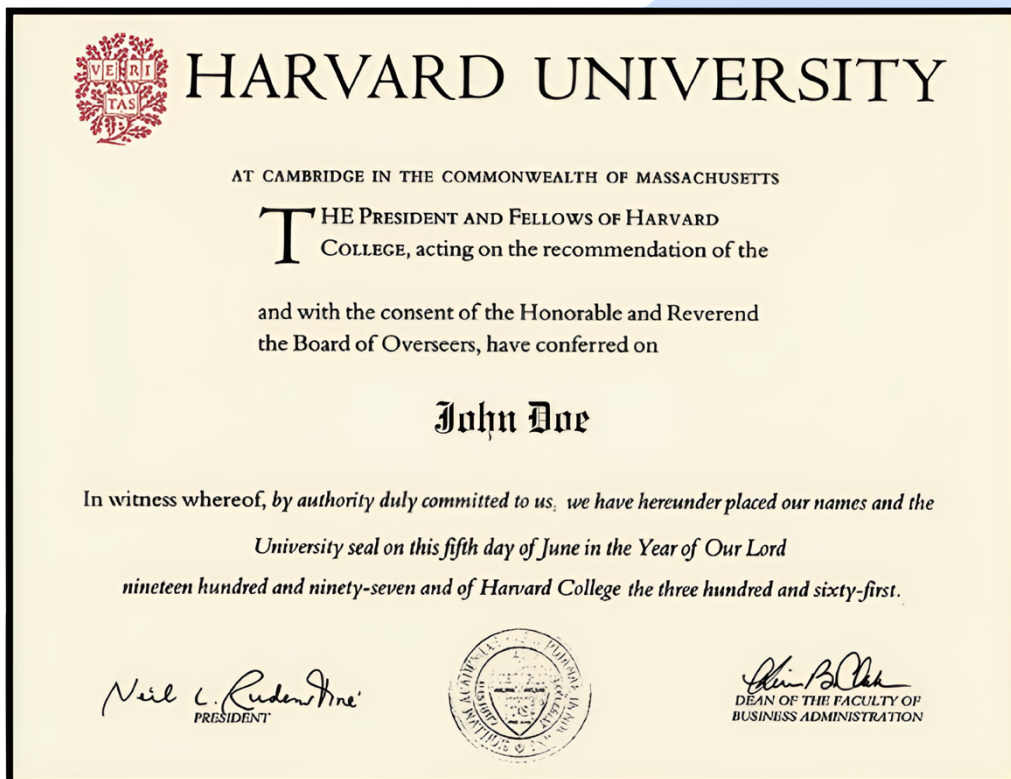 VE RI
TAS
HARVARD UNIVERSITY
AT CAMBRIDGE IN THE COMMONWEALTH OF MASSACHUSETTS
THE PRESIDENT AND FELLOWS OF HARVARD
COLLEGE, acting on the recommendation of the
and with the consent of the Honorable and Reverend
the Board of Overseers, have conferred on
John Doe
In witness whereof, by authority duly committed to us, we have hereunder placed our names and the
University seal on this fifth day of June in the Year of Our Lord
nineteen hundred and ninety-seven and of Harvard College the three hundred and sixty-first.
Neil L. Rudenstine
PRESIDENT
DEAN OF THE FACULTY OF
BUSINESS ADMINISTRATION